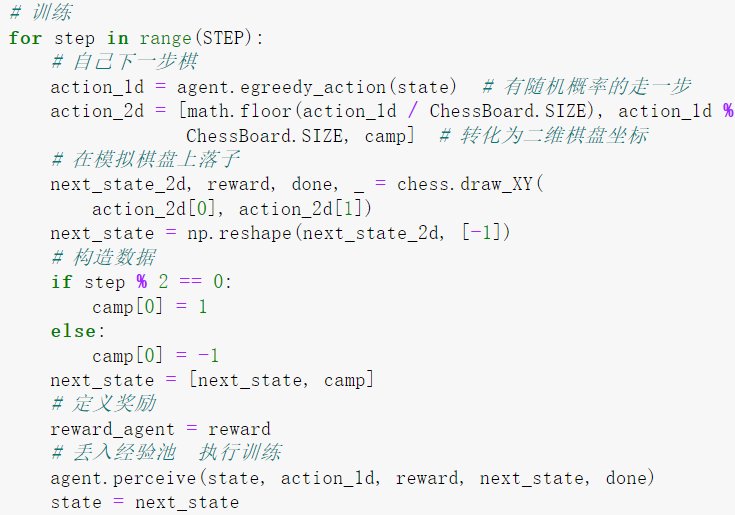 # 训练
for step in range(STEP):
    # 自己下一步棋
    action_1d = agent.egreedy_action(state)  # 有随机概率的走一步
    action_2d = [math.floor(action_1d / ChessBoard.SIZE), action_1d %
                 ChessBoard.SIZE, camp]  # 转化为二维棋盘坐标
    # 在模拟棋盘上落子
    next_state_2d, reward, done, _ = chess.draw_XY(
        action_2d[0], action_2d[1])
    next_state = np.reshape(next_state_2d, [-1])
    # 构造数据
    if step % 2 == 0:
        camp[0] = 1
    else:
        camp[0] = -1
    next_state = [next_state, camp]
    # 定义奖励
    reward_agent = reward
    # 丢入经验池  执行训练
    agent.perceive(state, action_1d, reward, next_state, done)
    state = next_state